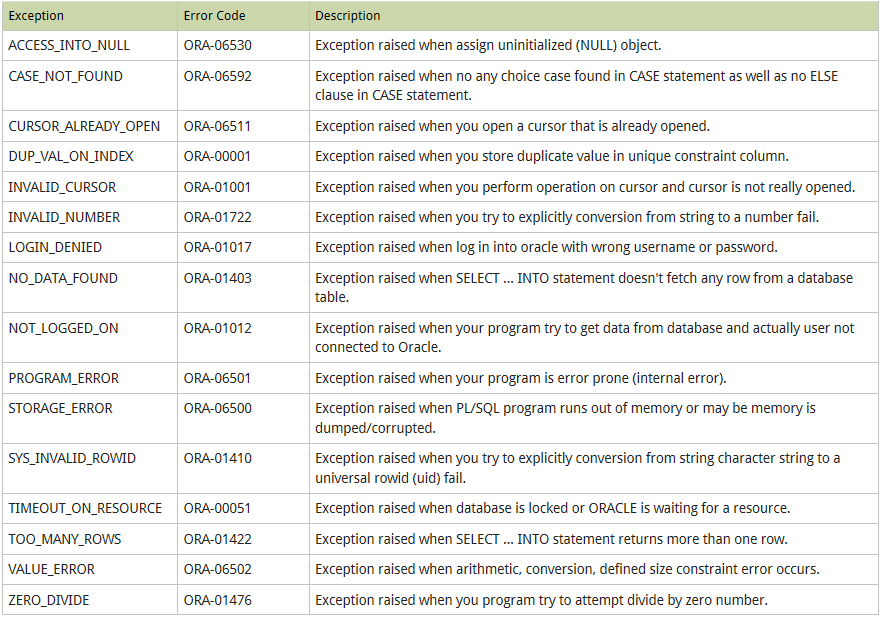 Exception Error Code Description
ACCESS_INTO_NULL ORA-06530 Exception raised when assign uninitialized (NULL) object.
CASE_NOT_FOUND ORA-06592 Exception raised when no any choice case found in CASE statement as well as no ELSE
clause in CASE statement.
CURSOR_ALREADY_OPEN ORA-06511 Exception raised when you open a cursor that is already opened.
DUP_VAL_ON_INDEX ORA-00001 Exception raised when you store duplicate value in unique constraint column.
INVALID_CURSOR ORA-01001 Exception raised when you perform operation on cursor and cursor is not really opened.
INVALID_NUMBER ORA-01722 Exception raised when you try to explicitly conversion from string to a number fail.
LOGIN_DENIED ORA-01017 Exception raised when log in into oracle with wrong username or password.
NO_DATA_FOUND ORA-01403 Exception raised when SELECT ... INTO statement doesn't fetch any row from a database
table.
NOT_LOGGED_ON ORA-01012 Exception raised when your program try to get data from database and actually user not
connected to Oracle.
PROGRAM_ERROR ORA-06501 Exception raised when your program is error prone (internal error).
STORAGE_ERROR ORA-06500 Exception raised when PL/SQL program runs out of memory or may be memory is
dumped/corrupted.
SYS_INVALID_ROWID ORA-01410 Exception raised when you try to explicitly conversion from string character string to a
universal rowid (uid) fail.
TIMEOUT_ON_RESOURCE ORA-00051 Exception raised when database is locked or ORACLE is waiting for a resource.
TOO_MANY_ROWS ORA-01422 Exception raised when SELECT ... INTO statement returns more than one row.
VALUE_ERROR ORA-06502 Exception raised when arithmetic, conversion, defined size constraint error occurs.
ZERO_DIVIDE ORA-01476 Exception raised when you program try to attempt divide by zero number.